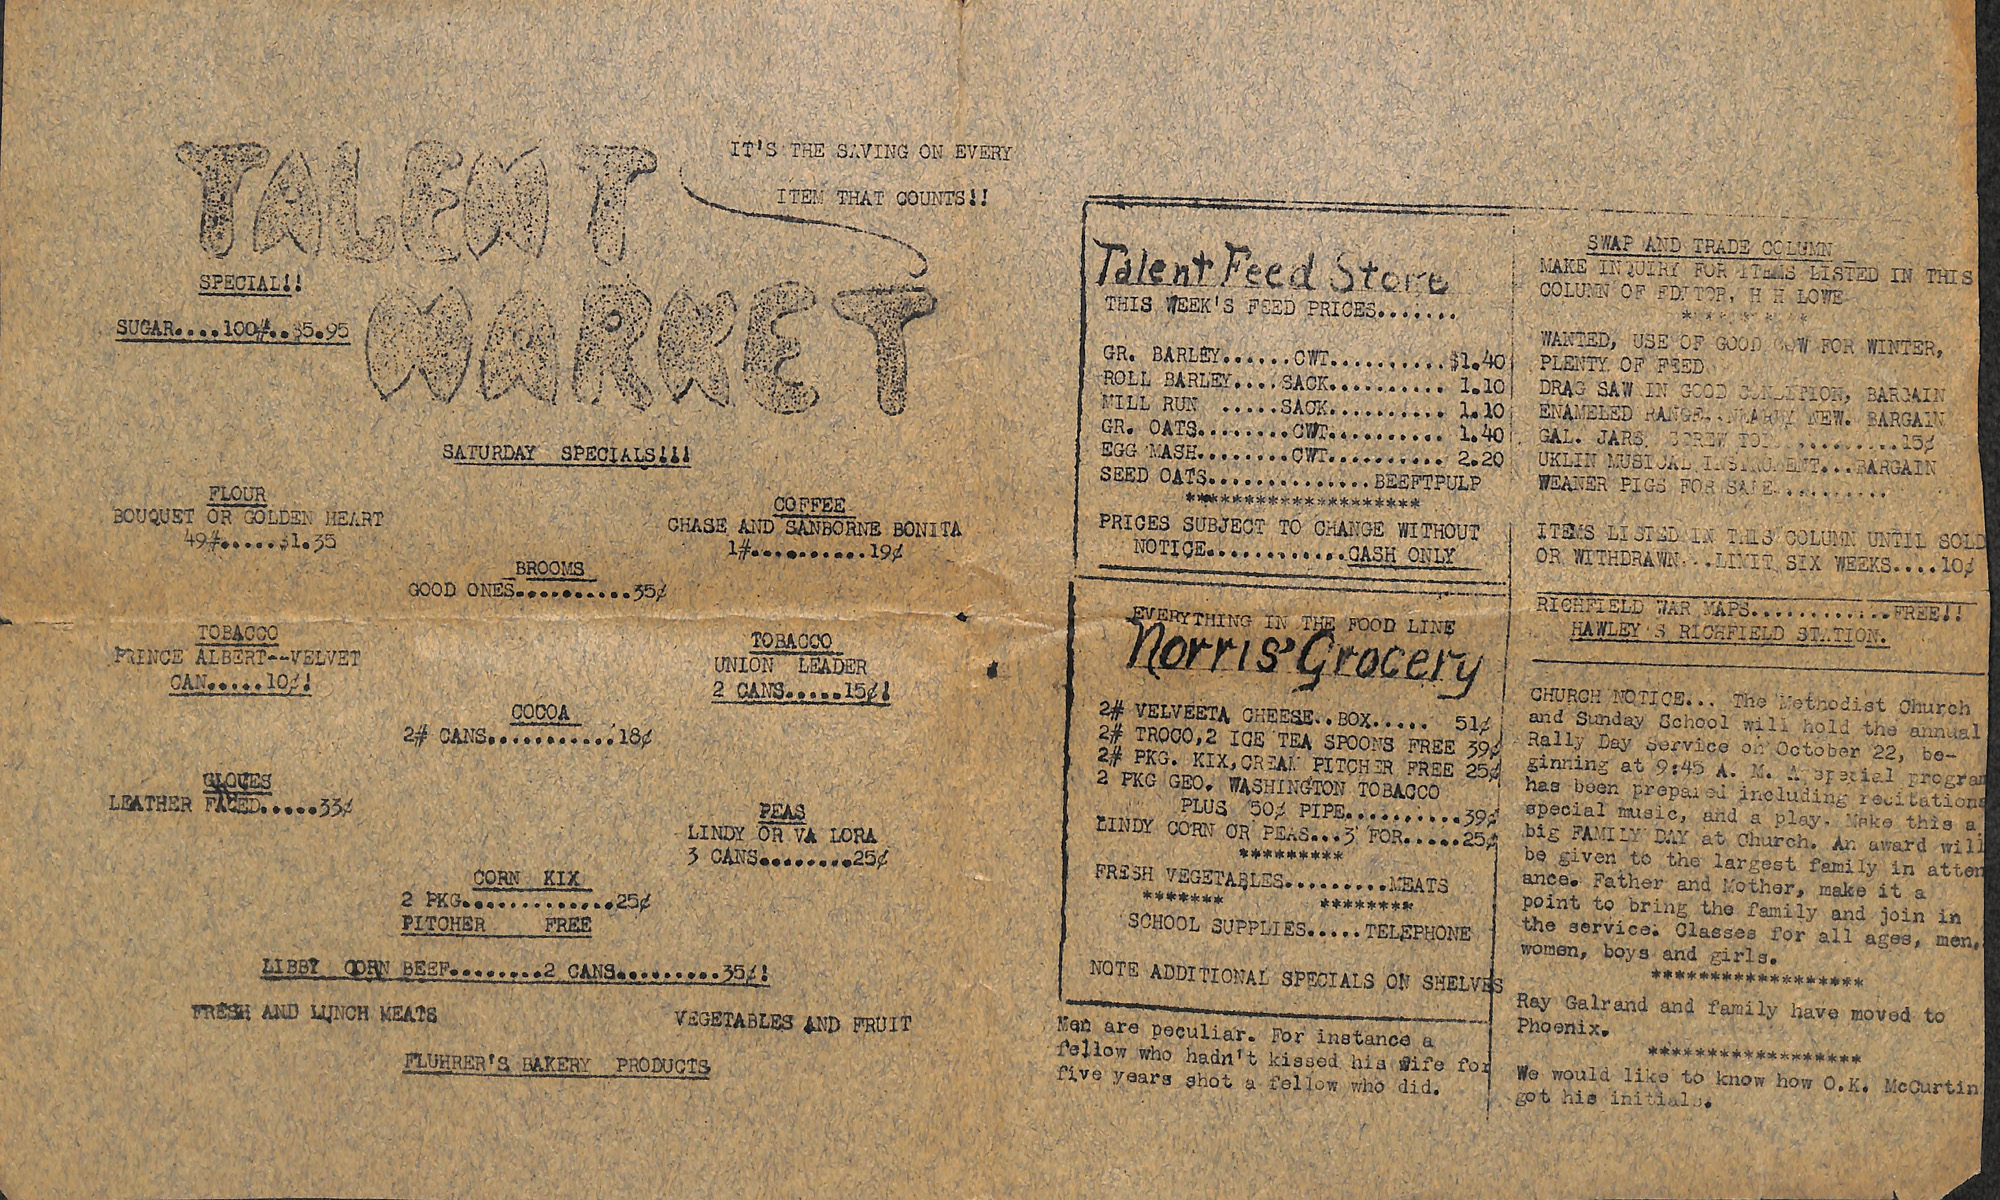 TALENT
MARKET
IT'S THE SAVING ON EVERY
ITEM THAT COUNTS!!
SPECIAL!!
SUGAR....100#..$5.95
SATURDAY SPECIALS!!!
FLOUR
BOUQUET OR GOLDEN HEART
49#.....$1.35
COFFEE
CHASE AND SANBORNE BONITA
1#...........19¢
BROOMS
GOOD ONES...........35¢
TOBACCO
PRINCE ALBERT--VELVET
CAN.....10¢!
TOBACCO
UNION LEADER
2 CANS.....15¢!
COCOA
2# CANS............18¢
GLOVES
LEATHER FACED.....33¢
PEAS
LINDY OR VA LORA
3 CANS.........25¢
CORN KIX
2 PKG..............25¢
PITCHER FREE
LIBBY CORN BEEF.........2 CANS..........35¢!
FRESH AND LUNCH MEATS
VEGETABLES AND FRUIT
FLUHRER'S BAKERY PRODUCTS
Talent Feed Store
THIS WEEK'S FEED PRICES.......
GR. BARLEY.......CWT..........$1.40
ROLL BARLEY....SACK........... 1.10
MILL RUN .....SACK........... 1.10
GR. OATS.........CWT........... 1.40
EGG MASH.........CWT........... 2.20
SEED OATS...............BEEFTPULP
********************
PRICES SUBJECT TO CHANGE WITHOUT
NOTICE.............CASH ONLY
EVERYTHING IN THE FOOD LINE
Norris' Grocery
2# VELVEETA CHEESE..BOX..... 51¢
2# TROCO,2 ICE TEA SPOONS FREE 39¢
2# PKG. KIX,CREAM PITCHER FREE 25¢
2 PKG GEO. WASHINGTON TOBACCO
PLUS 50¢ PIPE...........39¢
LINDY CORN OR PEAS...3 FOR.....25¢
*********
FRESH VEGETABLES..........MEATS
******* ********
SCHOOL SUPPLIES.....TELEPHONE
NOTE ADDITIONAL SPECIALS ON SHELVES
Men are peculiar. For instance a
fellow who hadn't kissed his wife for
five years shot a fellow who did.
SWAP AND TRADE COLUMN
MAKE INQUIRY FOR ITEMS LISTED IN THIS
COLUMN OF EDITOR, H H LOWE
**********
WANTED, USE OF GOOD COW FOR WINTER,
PLENTY OF FEED
DRAG SAW IN GOOD CONDITION, BARGAIN
ENAMELED RANGE. NEARLY NEW. BARGAIN
GAL. JARS, SCREW TOP..........15¢
UKLIN MUSICAL INSTRUMENT...BARGAIN
WEANER PIGS FOR SALE..........
ITEMS LISTED IN THIS COLUMN UNTIL SOLD
OR WITHDRAWN...LIMIT SIX WEEKS....10¢
RICHFIELD WAR MAPS.............FREE!!
HAWLEY'S RICHFIELD STATION.
CHURCH NOTICE... The Methodist Church
and Sunday School will hold the annual
Rally Day Service on October 22, be-
ginning at 9:45 A. M. A special program
has been prepared including recitations
special music, and a play. Make this a
big FAMILY DAY at Church. An award will
be given to the largest family in atten
ance. Father and Mother, make it a
point to bring the family and join in
the service. Classes for all ages, men,
women, boys and girls.
******************
Ray Galrand and family have moved to
Phoenix.
******************
We would like to know how O.K. McCurtin
got his initials.